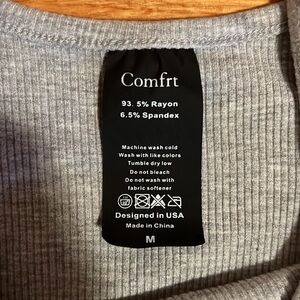 Comfrt
93. 5% Rayon
6.5% Spandex
Machine wash cold
Wash with like colors
Tumble dry low
Do not bleach
Do not wash with
fabric softener
Designed in USA
Made in China
M